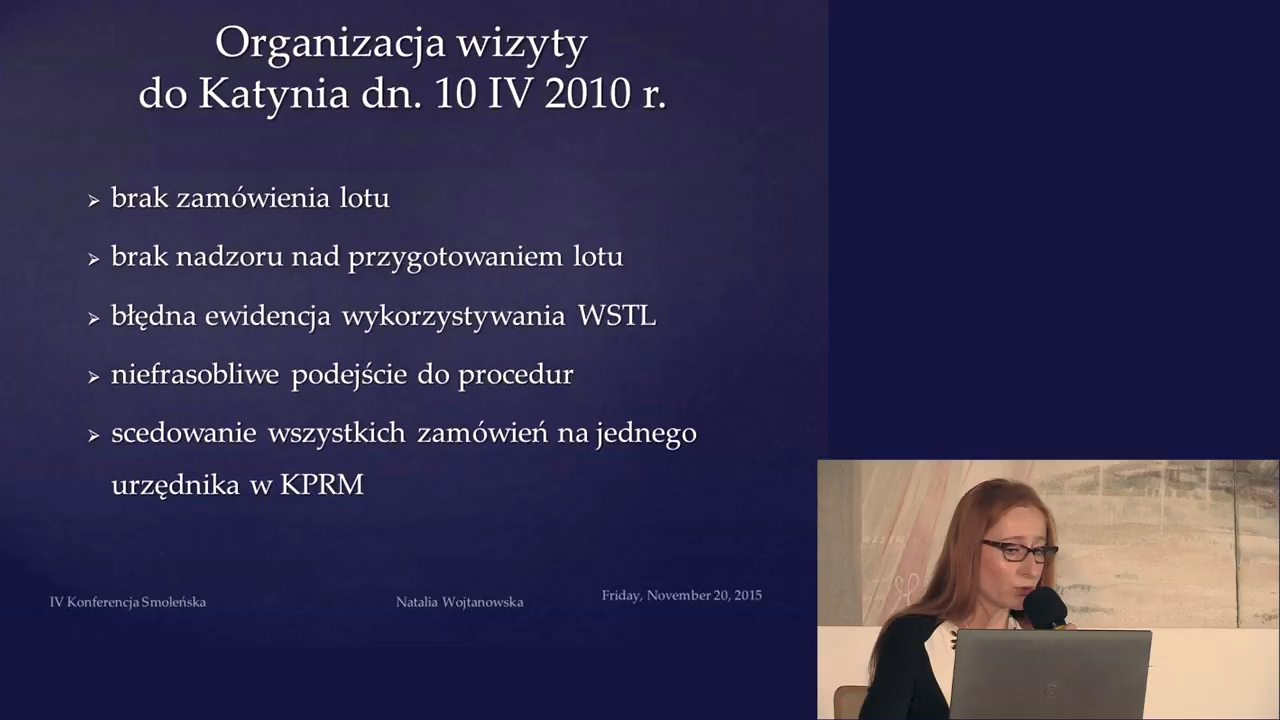 Organizacja wizyty
do Katynia dn. 10 IV 2010 r.
brak zamówienia lotu
brak nadzoru nad przygotowaniem lotu
błędna ewidencja wykorzystywania WSTL
niefrasobliwe podejście do procedur
scedowanie wszystkich zamówień na jednego
urzędnika w KPRM
IV Konferencja Smoleńska
Natalia Wojtanowska
Friday, November 20, 2015